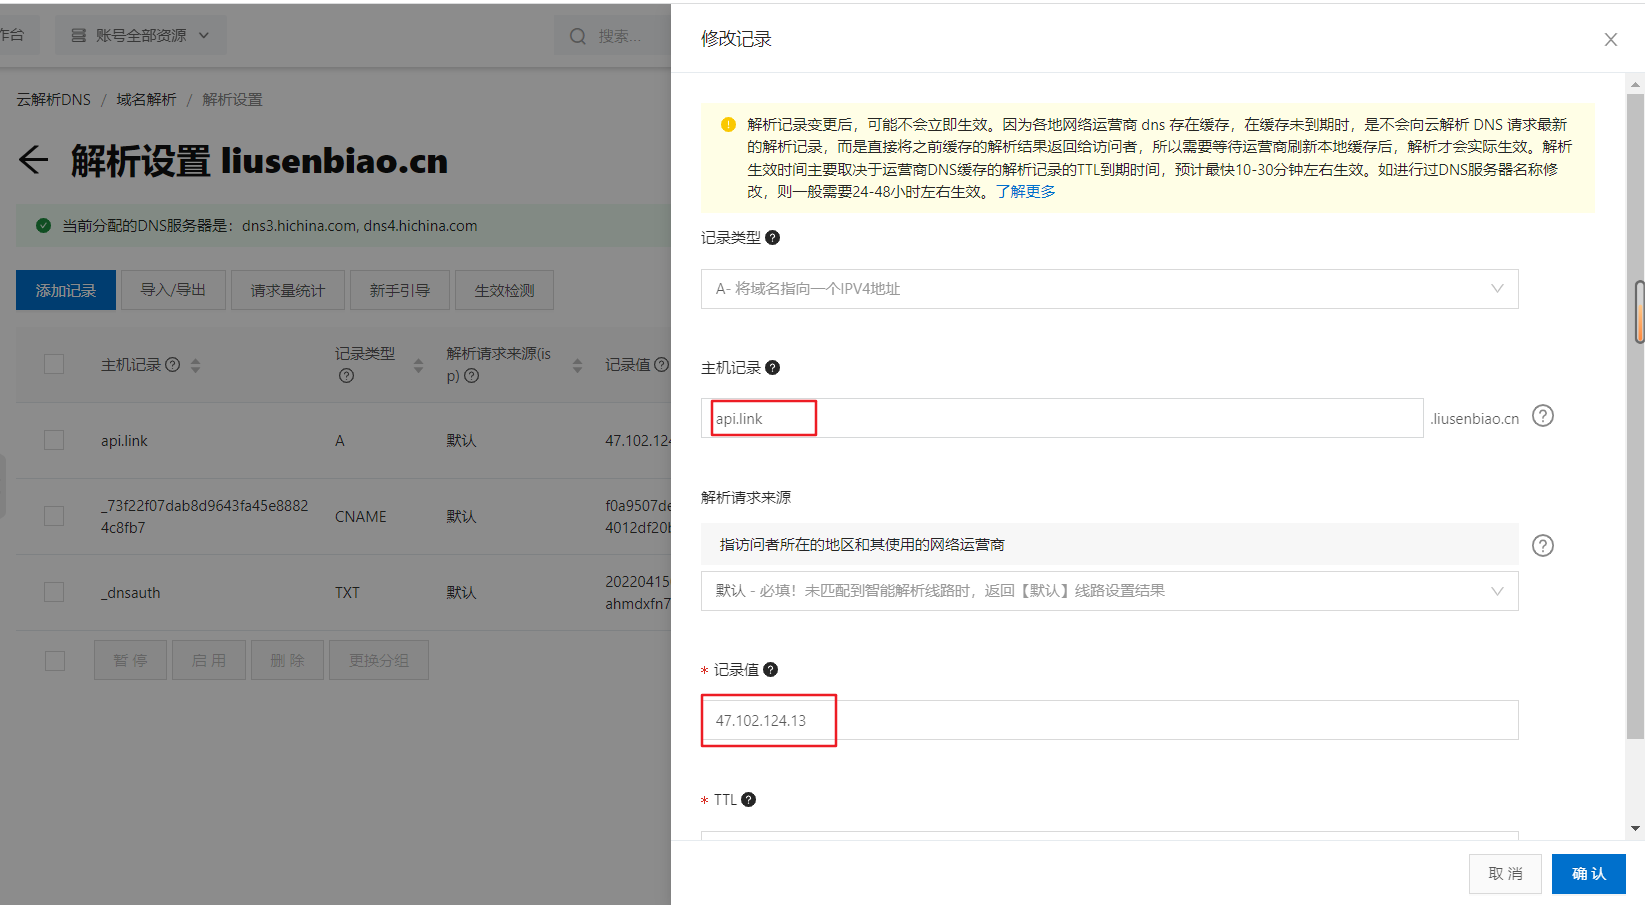 作台
账号全部资源
搜索...
云解析DNS / 域名解析 / 解析设置
解析设置 liusenbiao.cn
当前分配的DNS服务器是：dns3.hichina.com, dns4.hichina.com
添加记录
导入/导出
请求量统计
新手引导
生效检测
主机记录
记录类型
解析请求来源(is
p)
记录值
api.link
A
默认
47.102.124
_73f22f07dab8d9643fa45e8882
4c8fb7
CNAME
默认
f0a9507de
4012df20b
_dnsauth
TXT
默认
20220415
ahmdxfn7
暂 停
启 用
删 除
更换分组
修改记录
解析记录变更后，可能不会立即生效。因为各地网络运营商 dns 存在缓存，在缓存未到期时，是不会向云解析 DNS 请求最新
的解析记录，而是直接将之前缓存的解析结果返回给访问者，所以需要等待运营商刷新本地缓存后，解析才会实际生效。解析
生效时间主要取决于运营商DNS缓存的解析记录的TTL到期时间，预计最快10-30分钟左右生效。如进行过DNS服务器名称修
改，则一般需要24-48小时左右生效。了解更多
记录类型
A- 将域名指向一个IPV4地址
主机记录
api.link
.liusenbiao.cn
解析请求来源
指访问者所在的地区和其使用的网络运营商
默认 - 必填！未匹配到智能解析线路时，返回【默认】线路设置结果
* 记录值
47.102.124.13
* TTL
取 消
确 认